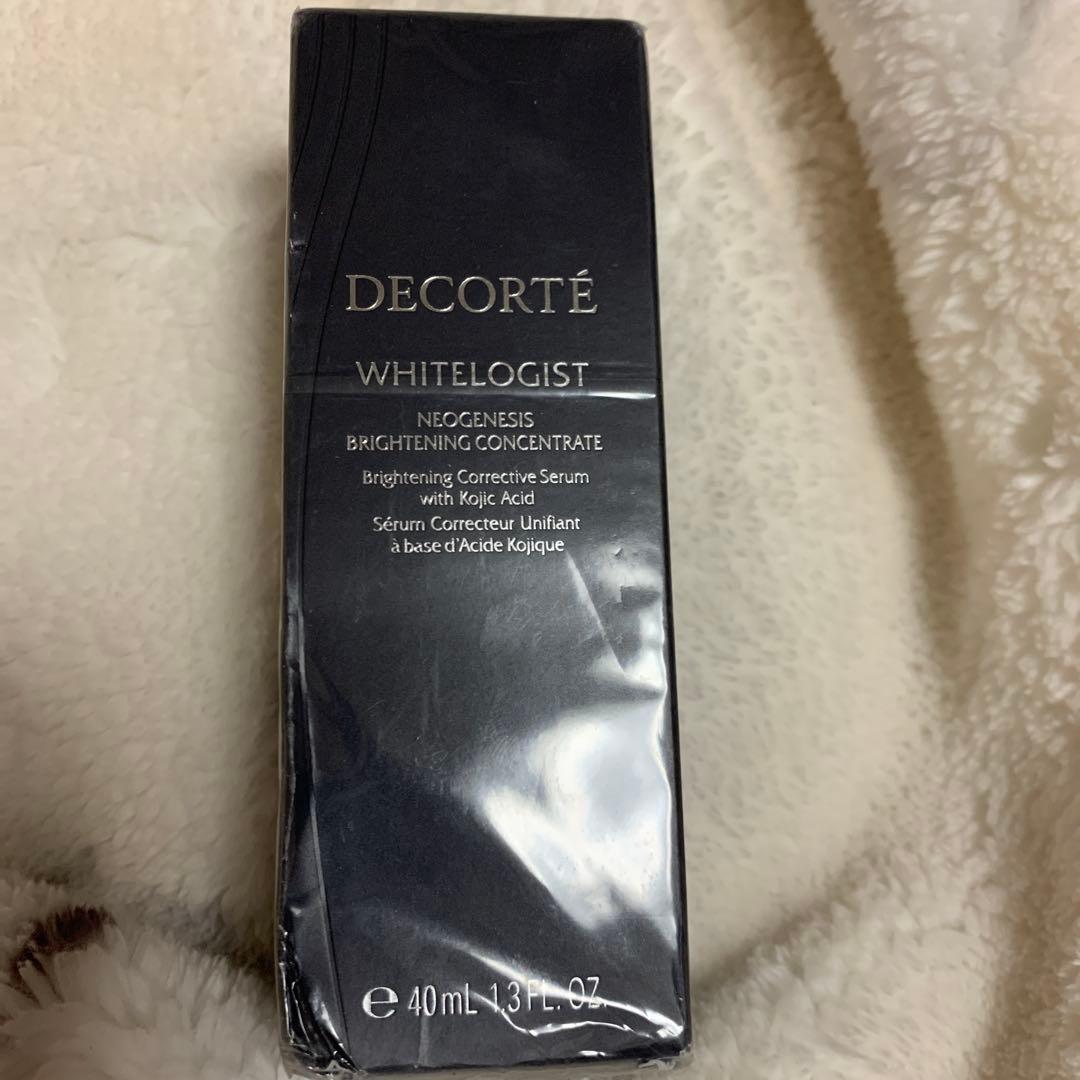 DECORTÉ
WHITELOGIST
NEOGENESIS
BRIGHTENING CONCENTRATE
Brightening Corrective Serum
with Kojic Acid
Sérum Correcteur Unifiant
à base d'Acide Kojique
℮ 40mL 1.3 FL. OZ.